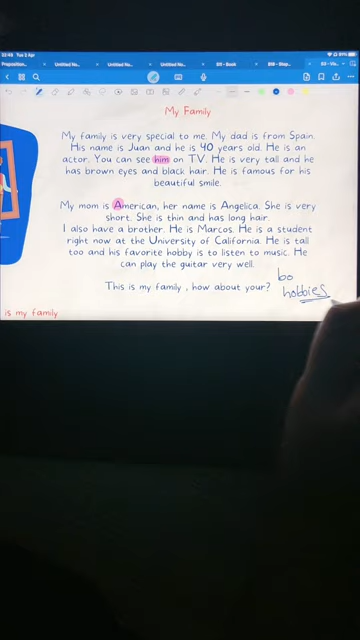 22:45 Tue 2 Apr
My Family
My family is very special to me. My dad is from Spain.
His name is Juan and he is 40 years old. He is an
actor. You can see him on TV. He is very tall and he
has brown eyes and black hair. He is famous for his
beautiful smile.
My mom is American, her name is Angelica. She is very
short. She is thin and has long hair.
I also have a brother. He is Marcos. He is a student
right now at the University of California. He is tall
too and his favorite hobby is to listen to music. He
can play the guitar very well.
bo
This is my family , how about your?
hobbies
is my family